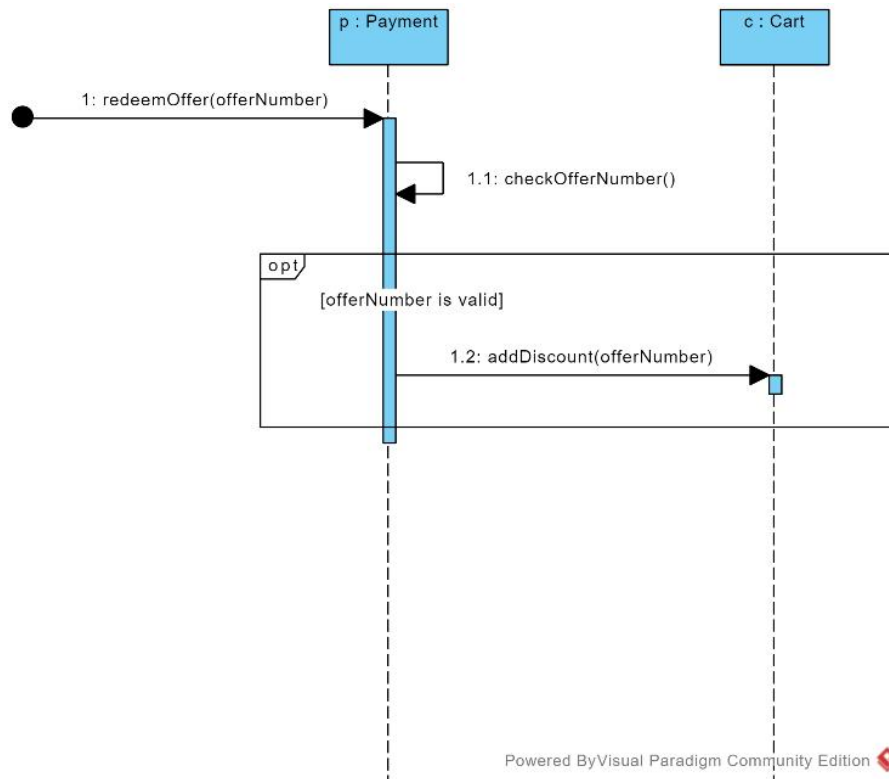 p : Payment
c : Cart
1: redeemOffer(offerNumber)
1.1: checkOfferNumber()
opt
[offerNumber is valid]
1.2: addDiscount(offerNumber)
Powered ByVisual Paradigm Community Edition